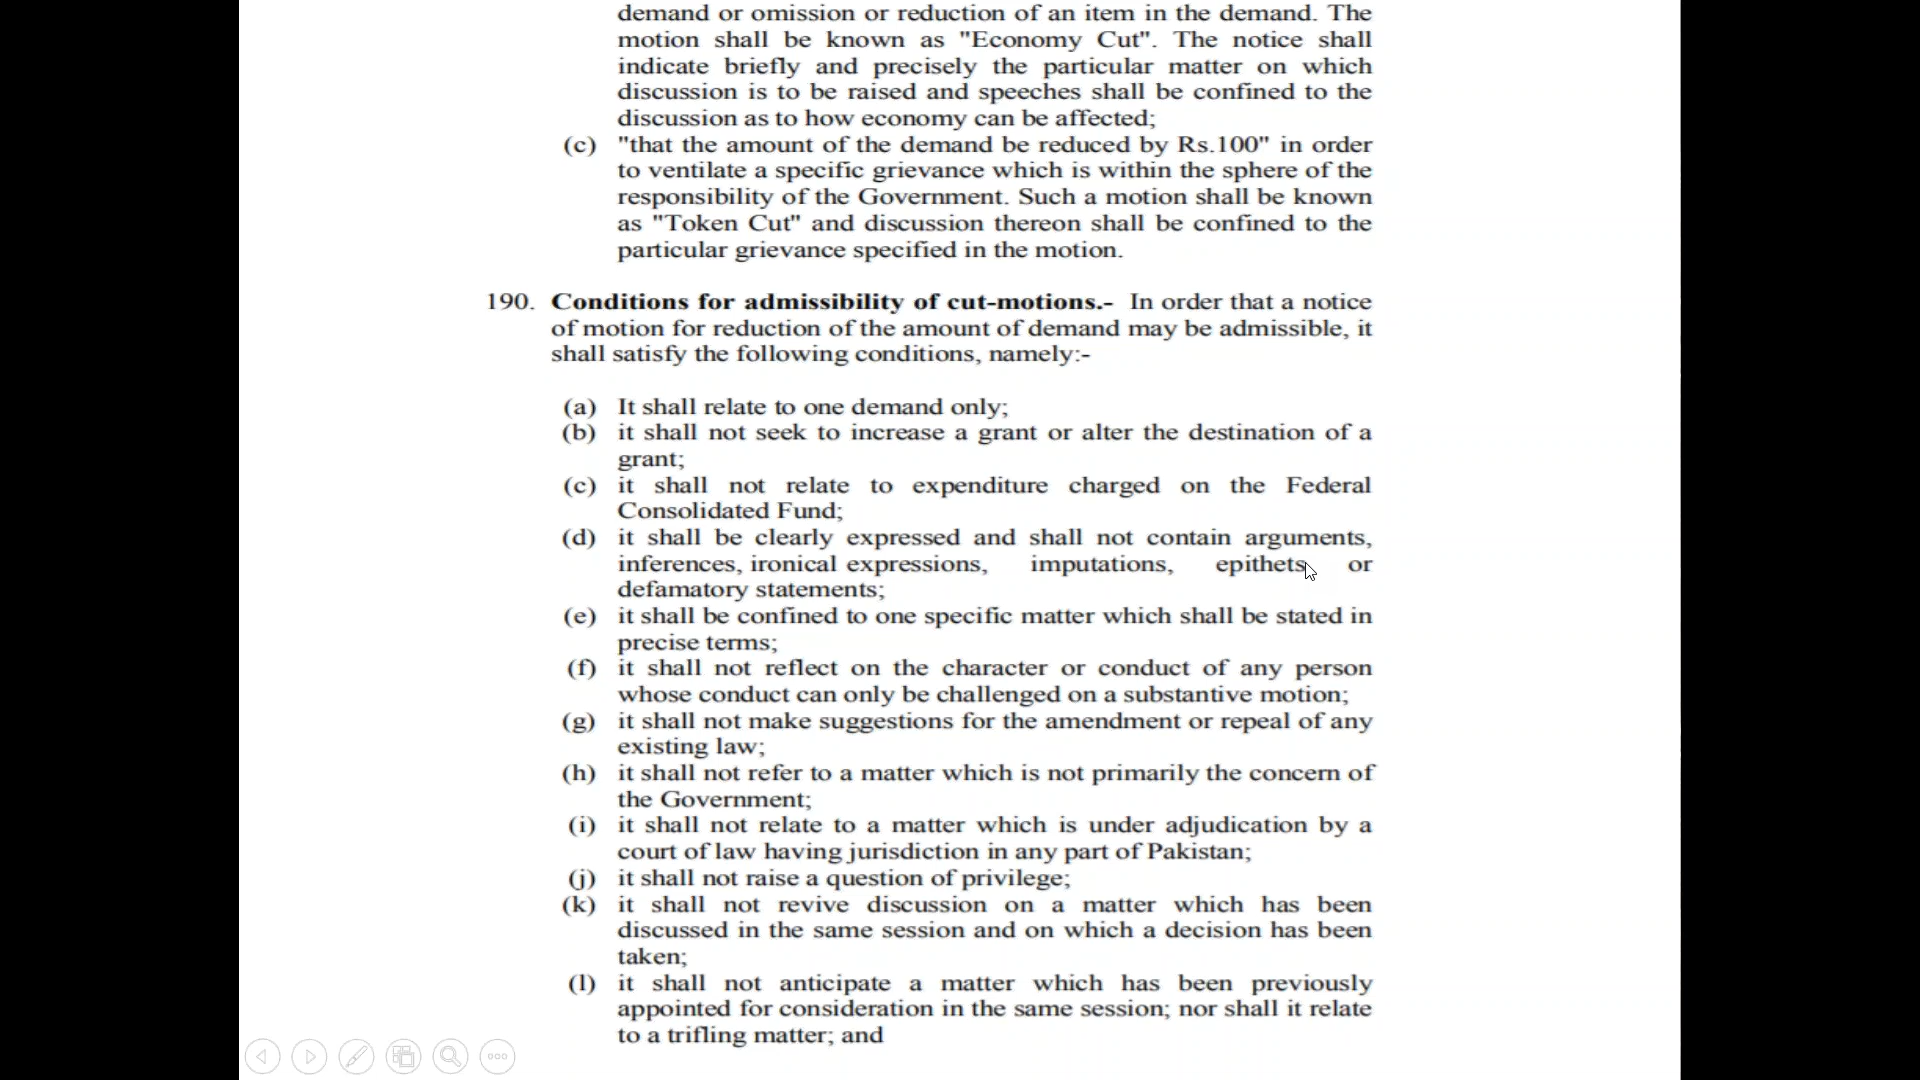 demand or omission or reduction of an item in the demand. The
motion shall be known as "Economy Cut". The notice shall
indicate briefly and precisely the particular matter on which
discussion is to be raised and speeches shall be confined to the
discussion as to how economy can be affected;
(c) "that the amount of the demand be reduced by Rs.100" in order
to ventilate a specific grievance which is within the sphere of the
responsibility of the Government. Such a motion shall be known
as "Token Cut" and discussion thereon shall be confined to the
particular grievance specified in the motion.
190. Conditions for admissibility of cut-motions.- In order that a notice
of motion for reduction of the amount of demand may be admissible, it
shall satisfy the following conditions, namely:-
(a) It shall relate to one demand only;
(b) it shall not seek to increase a grant or alter the destination of a
grant;
(c) it shall not relate to expenditure charged on the Federal
Consolidated Fund;
(d) it shall be clearly expressed and shall not contain arguments,
inferences, ironical expressions, imputations, epithets or
defamatory statements;
(e) it shall be confined to one specific matter which shall be stated in
precise terms;
(f) it shall not reflect on the character or conduct of any person
whose conduct can only be challenged on a substantive motion;
(g) it shall not make suggestions for the amendment or repeal of any
existing law;
(h) it shall not refer to a matter which is not primarily the concern of
the Government;
(i) it shall not relate to a matter which is under adjudication by a
court of law having jurisdiction in any part of Pakistan;
(j) it shall not raise a question of privilege;
(k) it shall not revive discussion on a matter which has been
discussed in the same session and on which a decision has been
taken;
(l) it shall not anticipate a matter which has been previously
appointed for consideration in the same session; nor shall it relate
to a trifling matter; and